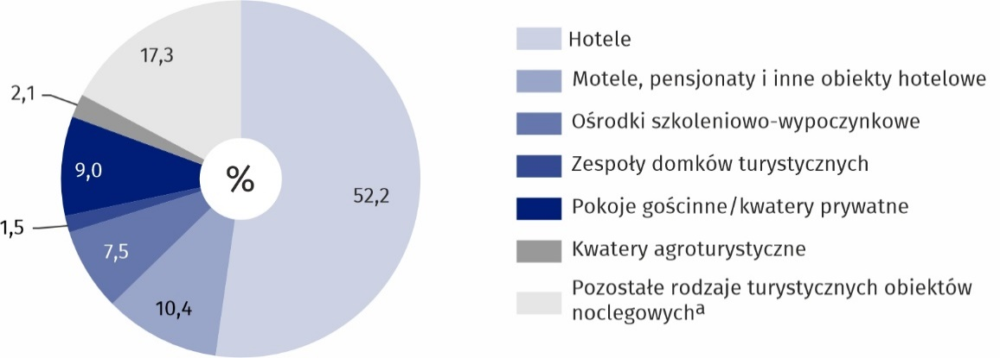 17,3
2,1
9,0
%
52,2
1,5
7,5
10,4
Hotele
Motele, pensjonaty i inne obiekty hotelowe
Ośrodki szkoleniowo-wypoczynkowe
Zespoły domków turystycznych
Pokoje gościnne/kwatery prywatne
Kwatery agroturystyczne
Pozostałe rodzaje turystycznych obiektów
noclegowychª